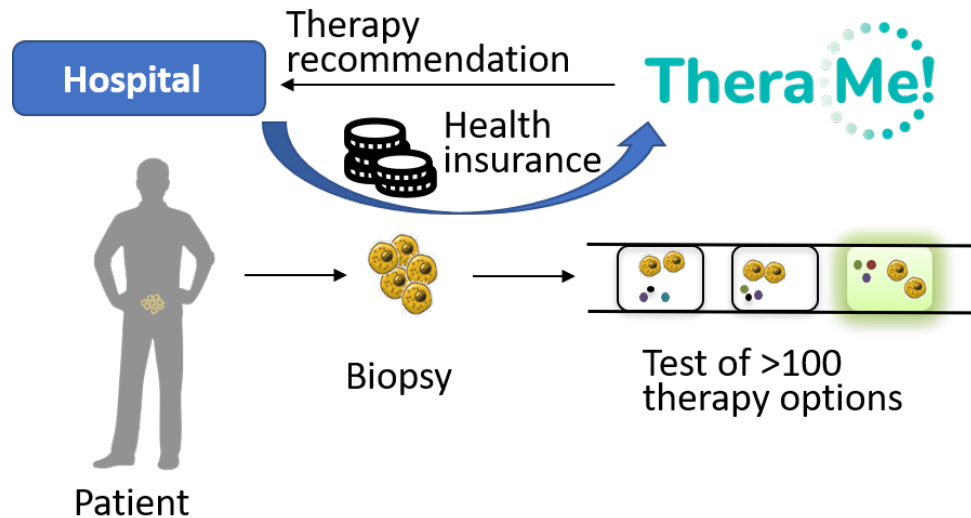 Therapy
recommendation
Hospital
Thera Me!
Health
insurance
Biopsy
Test of >100
therapy options
Patient